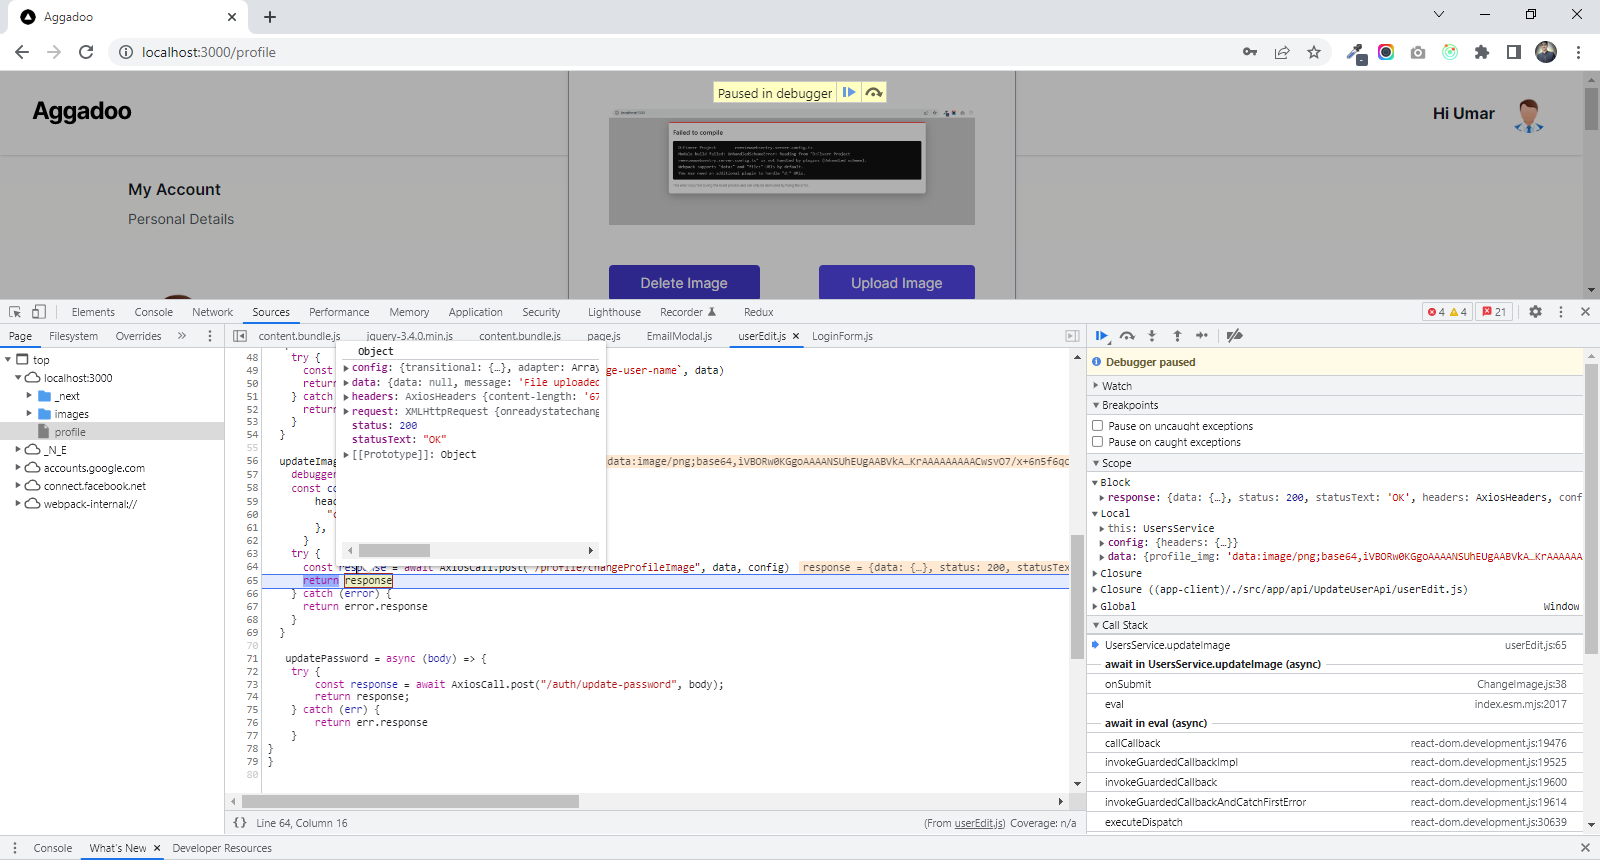 Aggadoo
localhost:3000/profile
Paused in debugger
Aggadoo
Hi Umar
Failed to compile
My Account
Personal Details
Delete Image
Upload Image
Elements Console Network Sources Performance Memory Application Security Lighthouse Recorder Redux
4 4 21
Page Filesystem Overrides »
content.bundle.js jquery-3.4.0.min.js content.bundle.js page.js EmailModal.js userEdit.js LoginForm.js
top
localhost:3000
_next
images
profile
_N_E
accounts.google.com
connect.facebook.net
webpack-internal://
Object
config: {transitional: {…}, adapter: Array
data: {data: null, message: 'File uploaded
headers: AxiosHeaders {content-length: '67
request: XMLHttpRequest {onreadystatechang
status: 200
statusText: "OK"
[[Prototype]]: Object
48 try {
49 const ge-user-name`, data)
50 return
51 } catch
52 return
53 }
54 }
55
56 updateImag data:image/png;base64,iVBORw0KGgoAAAANSUhEUgAABVkA…KrAAAAAAAAACwsvO7/x+6n5f6qc
57 debugger
58 const co
59 head
60 "c
61 },
62 }
63 try {
64 const response = await AxiosCall.post("/profile/changeProfileImage", data, config) response = {data: {…}, status: 200, statusTex
65 return response
66 } catch (error) {
67 return error.response
68 }
69 }
70
71 updatePassword = async (body) => {
72 try {
73 const response = await AxiosCall.post("/auth/update-password", body);
74 return response;
75 } catch (err) {
76 return err.response
77 }
78 }
79 }
80
{} Line 64, Column 16 (From userEdit.js) Coverage: n/a
Debugger paused
Watch
Breakpoints
Pause on uncaught exceptions
Pause on caught exceptions
Scope
Block
response: {data: {…}, status: 200, statusText: 'OK', headers: AxiosHeaders, conf
Local
this: UsersService
config: {headers: {…}}
data: {profile_img: 'data:image/png;base64,iVBORw0KGgoAAAANSUhEUgAABVkA…KrAAAAAA
Closure
Closure ((app-client)/./src/app/api/UpdateUserApi/userEdit.js)
Global Window
Call Stack
UsersService.updateImage userEdit.js:65
await in UsersService.updateImage (async)
onSubmit ChangeImage.js:38
eval index.esm.mjs:2017
await in eval (async)
callCallback react-dom.development.js:19476
invokeGuardedCallbackImpl react-dom.development.js:19525
invokeGuardedCallback react-dom.development.js:19600
invokeGuardedCallbackAndCatchFirstError react-dom.development.js:19614
executeDispatch react-dom.development.js:30639
Console What's New Developer Resources